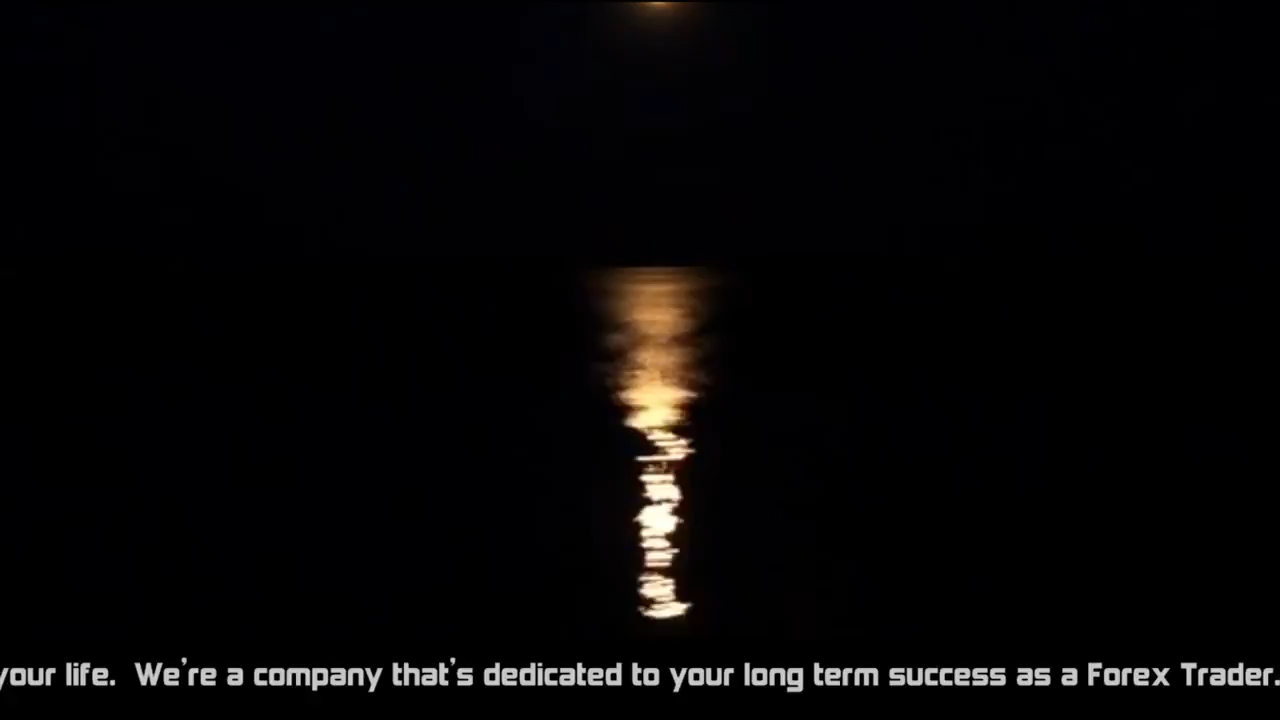 your life.  We're a company that's dedicated to your long term success as a Forex Trader.